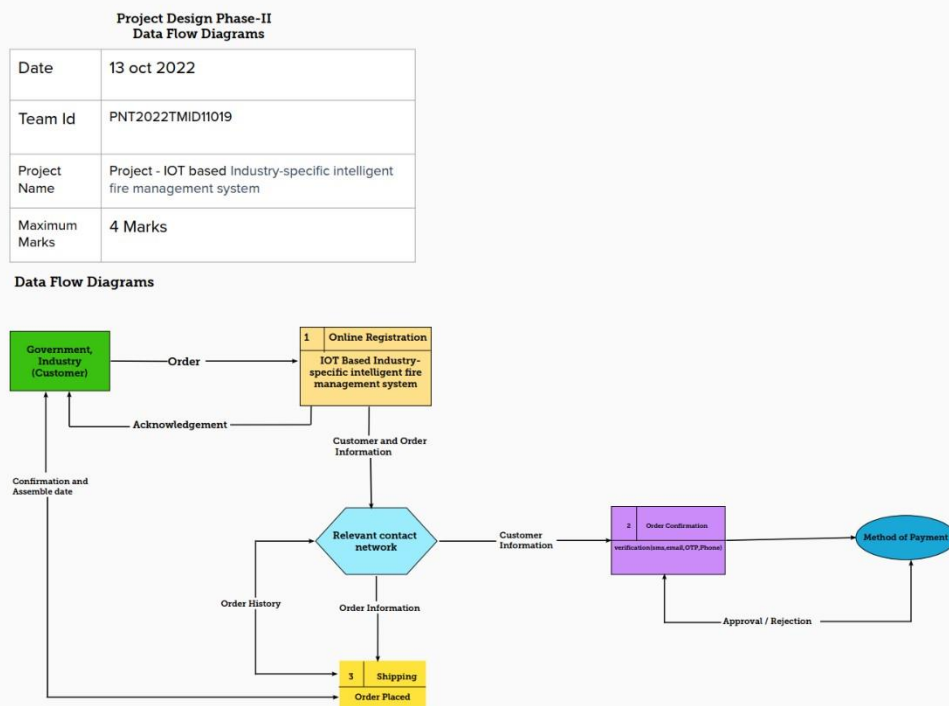 Project Design Phase-II
Data Flow Diagrams
Date
13 oct 2022
Team Id
PNT2022TMID11019
Project
Name
Project - IOT based Industry-specific intelligent
fire management system
Maximum
Marks
4 Marks
Data Flow Diagrams
Government,
Industry
(Customer)
Order
1
Online Registration
IOT Based Industry-
specific intelligent fire
management system
Acknowledgement
Customer and Order
Information
Confirmation and
Assemble date
Relevant contact
network
Customer
Information
2
Order Confirmation
verification(sms,email,OTP,Phone)
Method of Payment
Order History
Order Information
Approval / Rejection
3
Shipping
Order Placed